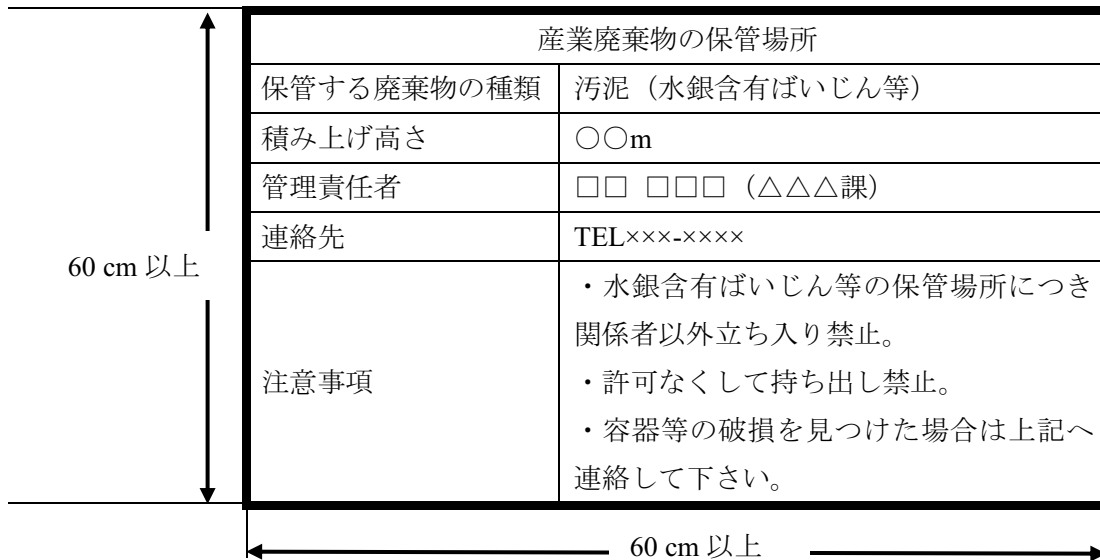 産業廃棄物の保管場所
保管する廃棄物の種類 汚泥（水銀含有ばいじん等）
積み上げ高さ ○○m
管理責任者 □□ □□□（△△△課）
連絡先 TEL×××-××××
60 cm 以上
注意事項
・水銀含有ばいじん等の保管場所につき
関係者以外立ち入り禁止。
・許可なくして持ち出し禁止。
・容器等の破損を見つけた場合は上記へ
連絡して下さい。
60 cm 以上